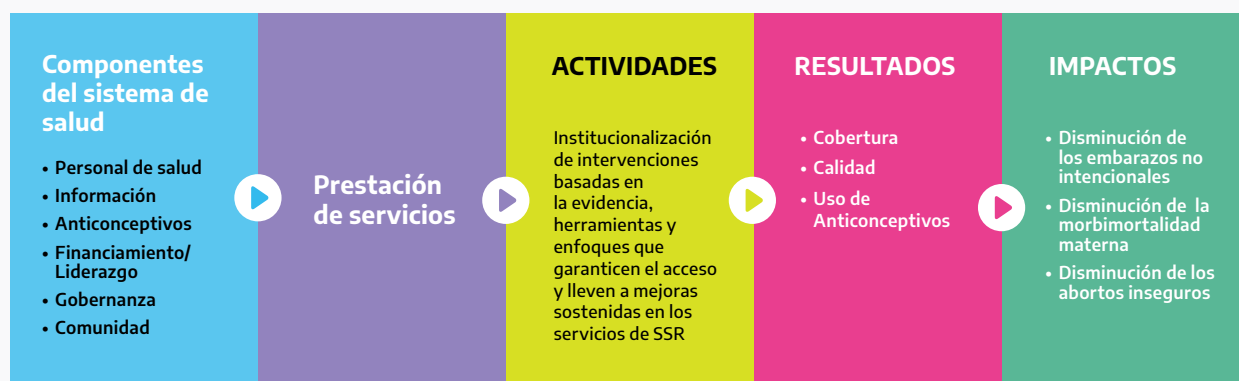 Componentes
del sistema de
salud
• Personal de salud
• Información
• Anticonceptivos
• Financiamiento/
Liderazgo
• Gobernanza
• Comunidad
Prestación
de servicios
ACTIVIDADES
Institucionalización
de intervenciones
basadas en
la evidencia,
herramientas y
enfoques que
garanticen el acceso
y lleven a mejoras
sostenidas en los
servicios de SSR
RESULTADOS
• Cobertura
• Calidad
• Uso de
Anticonceptivos
IMPACTOS
• Disminución de
los embarazos no
intencionales
• Disminución de la
morbimortalidad
materna
• Disminución de los
abortos inseguros